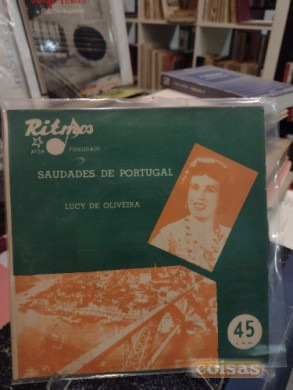 Ritmos
ALTA FIDELIDADE
SAUDADES DE PORTUGAL
LUCY DE OLIVEIRA
45
coisas